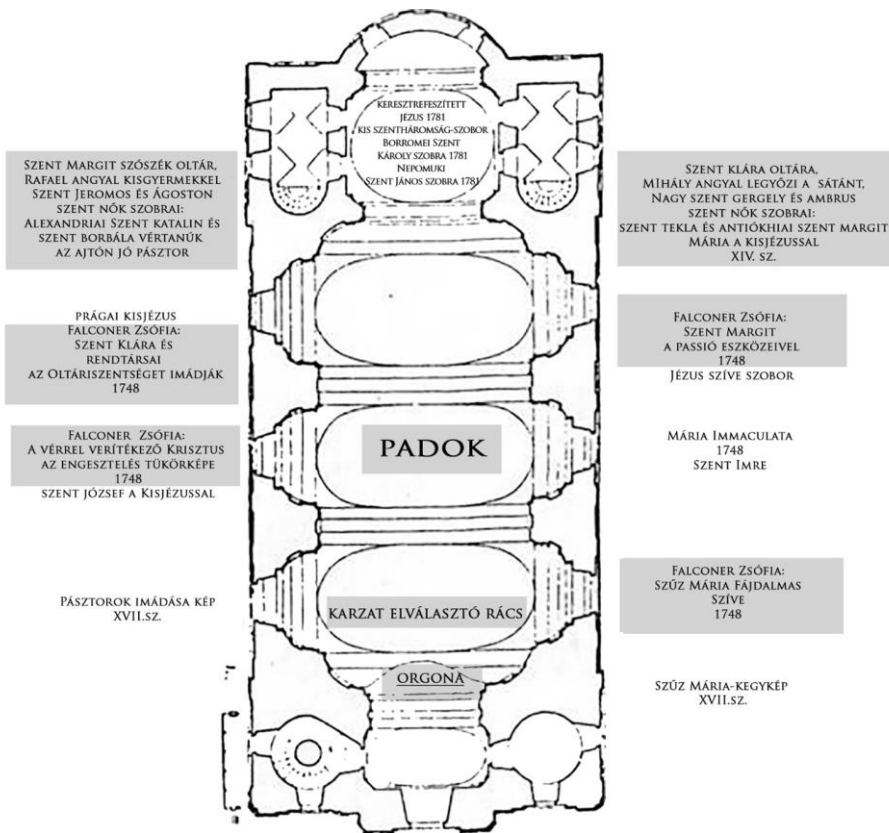 KERESZTREFESZÍTETT
JÉZUS 1781
KIS SZENTHÁROMSÁG-SZOBOR
BORROMEI SZENT
KÁROLY SZOBRA 1781
NEPOMUKI
SZENT JÁNOS SZOBRA 1781
SZENT MARGIT SZÓSZÉK OLTÁR,
RAFAEL ANGYAL KISGYERMEKKEL
SZENT JEROMOS ÉS ÁGOSTON
SZENT NŐK SZOBRAI:
ALEXANDRIAI SZENT KATALIN ÉS
SZENT BORBÁLA VÉRTANÚK
AZ AJTÓN JÓ PÁSZTOR
SZENT KLÁRA OLTÁRA,
MIHÁLY ANGYAL LEGYŐZI A SÁTÁNT,
NAGY SZENT GERGELY ÉS AMBRUS
SZENT NŐK SZOBRAI:
SZENT TEKLA ÉS ANTIÓKHIAI SZENT MARGIT
MÁRIA A KISJÉZUSSAL
XIV. SZ.
PRÁGAI KISJÉZUS
FALCONER ZSÓFIA:
SZENT KLÁRA ÉS
RENDTÁRSAI
AZ OLTÁRISZENTSÉGET IMÁDJÁK
1748
FALCONER ZSÓFIA:
SZENT MARGIT
A PASSIÓ ESZKÖZEIVEL
1748
JÉZUS SZÍVE SZOBOR
FALCONER ZSÓFIA:
A VÉRREL VERÍTÉKEZŐ KRISZTUS
AZ ENGESZTELÉS TÜKÖRKÉPE
1748
SZENT JÓZSEF A KISJÉZUSSAL
PADOK
MÁRIA IMMACULATA
1748
SZENT IMRE
PÁSZTOROK IMÁDÁSA KÉP
XVII.SZ.
KARZAT ELVÁLASZTÓ RÁCS
FALCONER ZSÓFIA:
SZŰZ MÁRIA FÁJDALMAS
SZÍVE
1748
ORGONA
SZŰZ MÁRIA-KEGYKÉP
XVII.SZ.